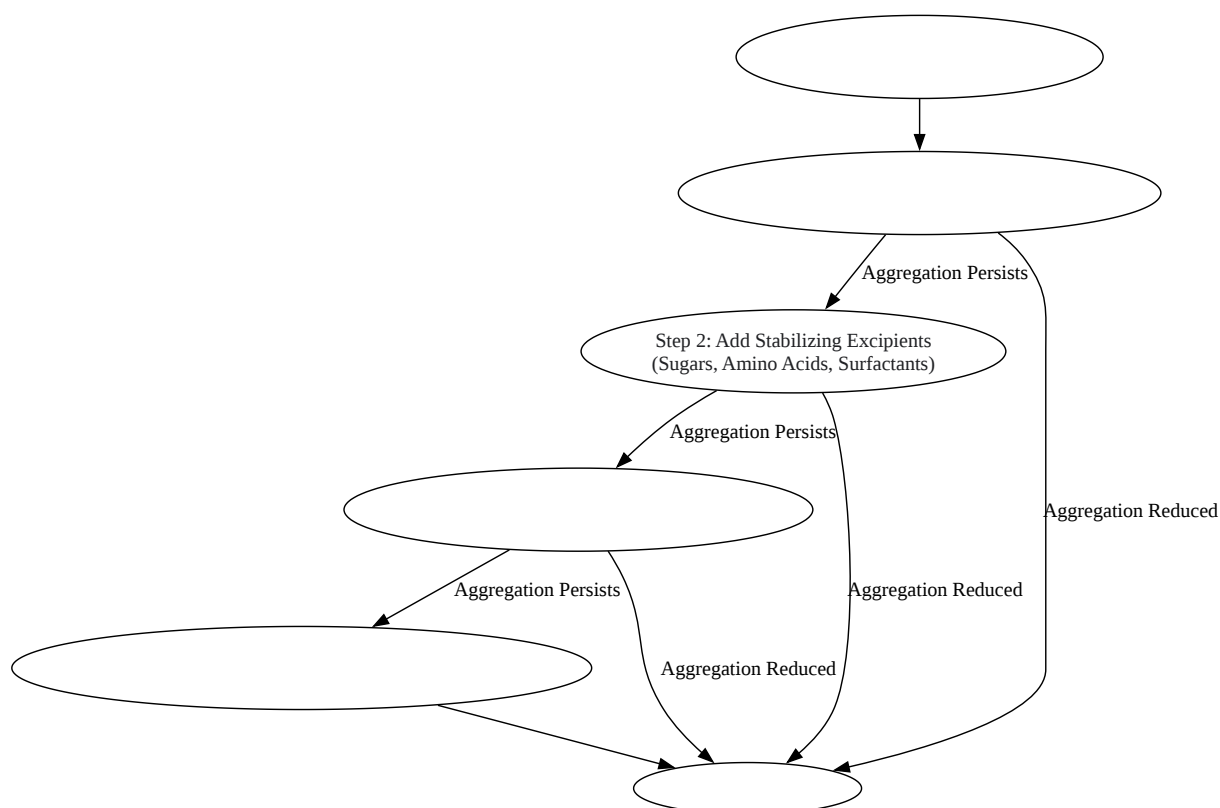 Aggregation Persists
Step 2: Add Stabilizing Excipients
(Sugars, Amino Acids, Surfactants)
Aggregation Persists
Aggregation Reduced
Aggregation Persists
Aggregation Reduced
Aggregation Reduced